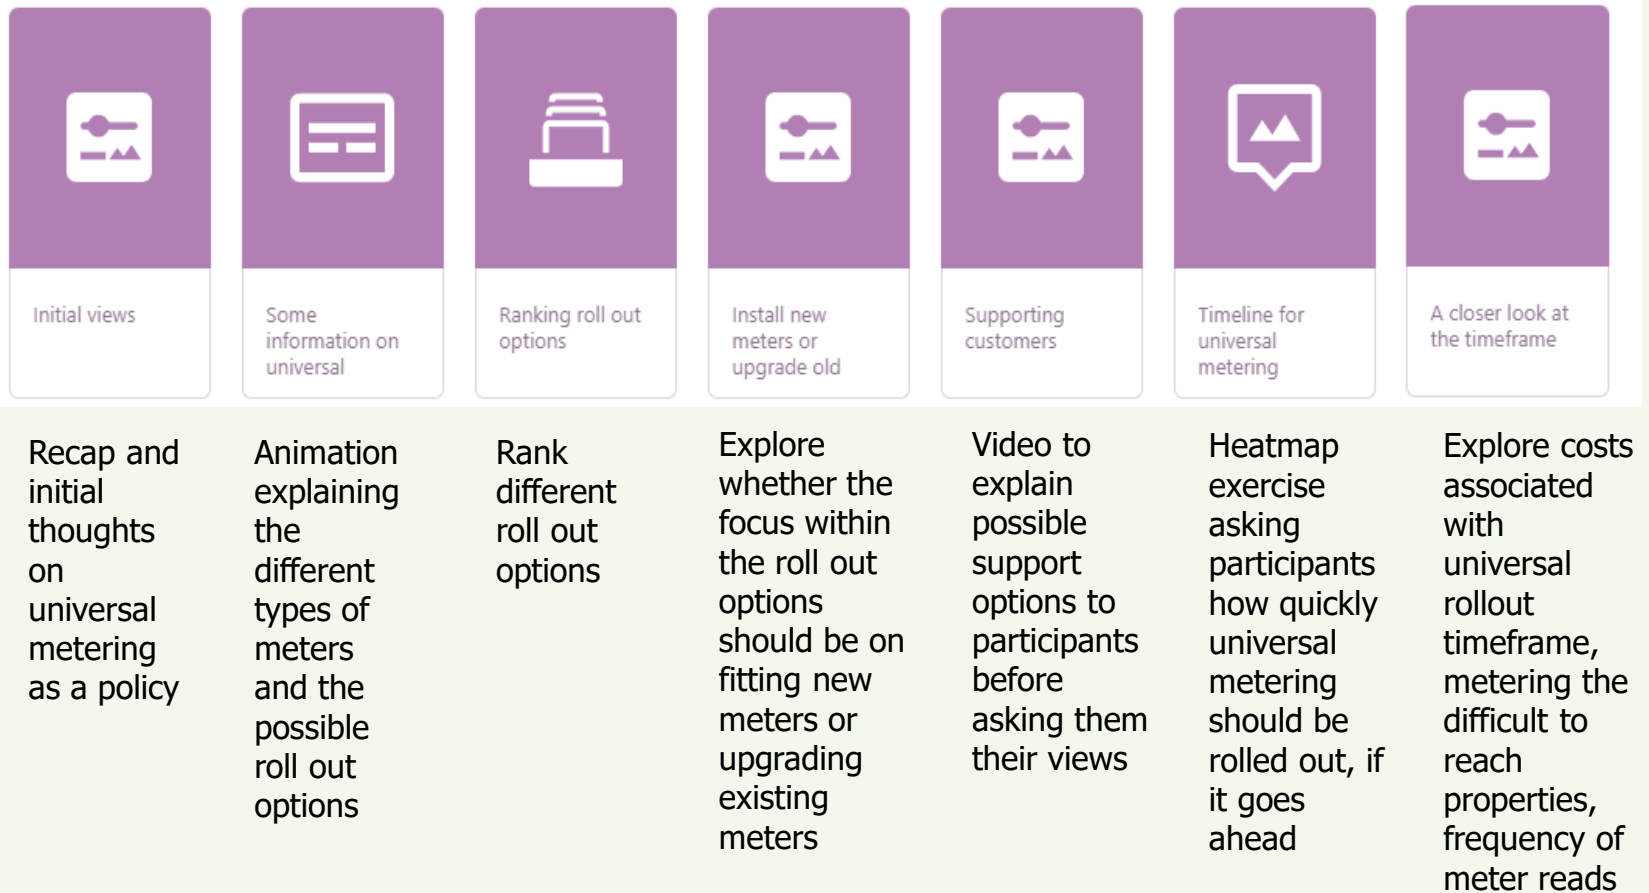 Initial views
Some
information on
universal
Ranking roll out
options
Install new
meters or
upgrade old
Supporting
customers
Timeline for
universal
metering
A closer look at
the timeframe
Recap and
initial
thoughts
on
universal
metering
as a policy
Animation
explaining
the
different
types of
meters
and the
possible
roll out
options
Rank
different
roll out
options
Explore
whether the
focus within
the roll out
options
should be on
fitting new
meters or
upgrading
existing
meters
Video to
explain
possible
support
options to
participants
before
asking them
their views
Heatmap
exercise
asking
participants
how quickly
universal
metering
should be
rolled out, if
it goes
ahead
Explore costs
associated
with
universal
rollout
timeframe,
metering the
difficult to
reach
properties,
frequency of
meter reads